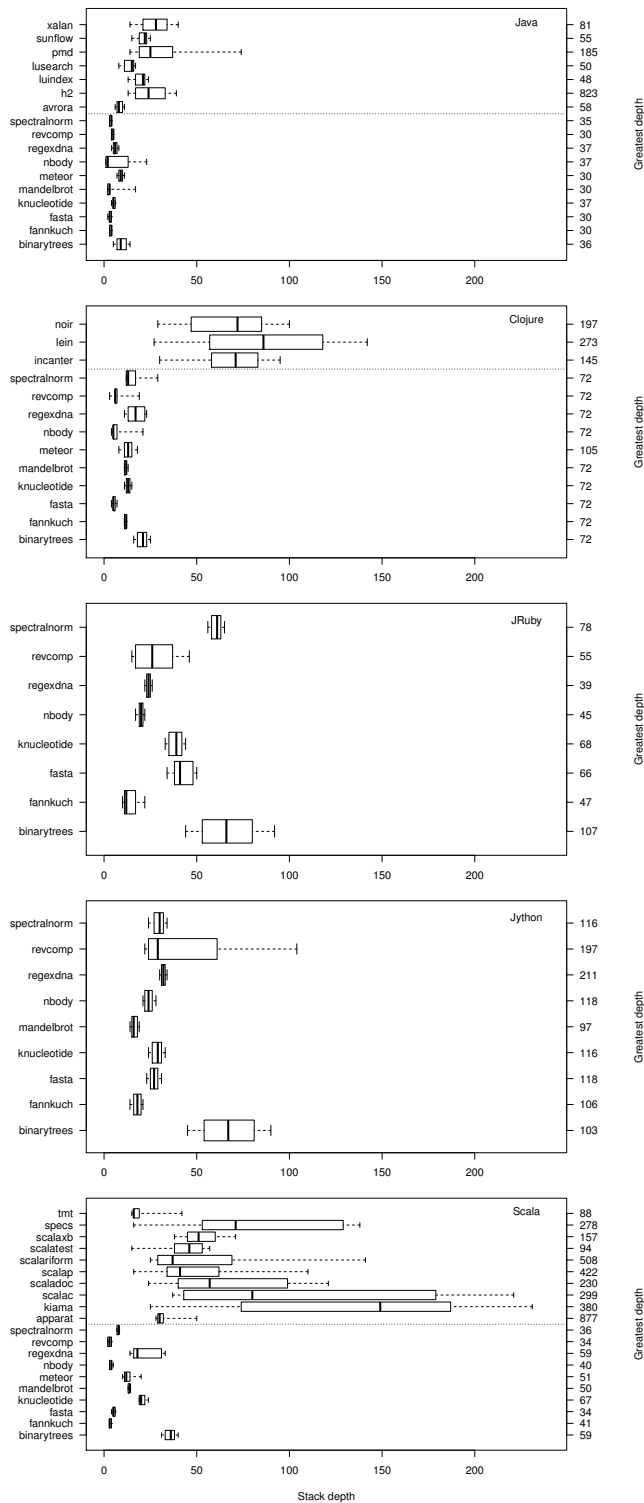 Java
xalan 81
sunflow 55
pmd 185
lusearch 50
luindex 48
h2 823
avrora 58
spectralnorm 35
revcomp 30
regexdna 37
nbody 37
meteor 30
mandelbrot 30
knucleotide 37
fasta 30
fannkuch 30
binarytrees 36
Greatest depth
0 50 100 150 200
Clojure
noir 197
lein 273
incanter 145
spectralnorm 72
revcomp 72
regexdna 72
nbody 72
meteor 105
mandelbrot 72
knucleotide 72
fasta 72
fannkuch 72
binarytrees 72
Greatest depth
0 50 100 150 200
JRuby
spectralnorm 78
revcomp 55
regexdna 39
nbody 45
knucleotide 68
fasta 66
fannkuch 47
binarytrees 107
Greatest depth
0 50 100 150 200
Jython
spectralnorm 116
revcomp 197
regexdna 211
nbody 118
mandelbrot 97
knucleotide 116
fasta 118
fannkuch 106
binarytrees 103
Greatest depth
0 50 100 150 200
Scala
tmt 88
specs 278
scalaxb 157
scalatest 94
scalariform 508
scalap 422
scaladoc 230
scalac 299
kiama 380
apparat 877
spectralnorm 36
revcomp 34
regexdna 59
nbody 40
meteor 51
mandelbrot 50
knucleotide 67
fasta 34
fannkuch 41
binarytrees 59
Greatest depth
0 50 100 150 200
Stack depth